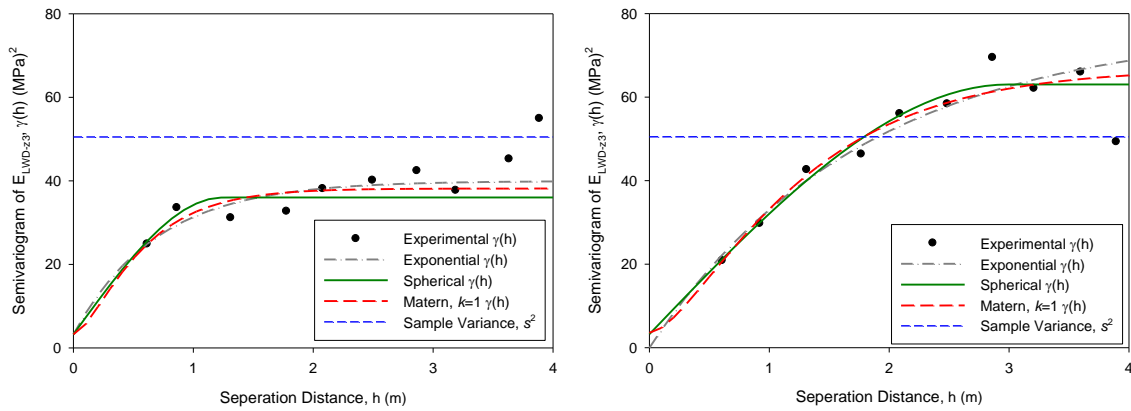 Semivariogram of E_LWD-z3, γ(h) (MPa)²
80
60
40
20
0
0 1 2 3 4
Seperation Distance, h (m)
Experimental γ(h)
Exponential γ(h)
Spherical γ(h)
Matern, k=1 γ(h)
Sample Variance, s²
Semivariogram of E_LWD-z3, γ(h) (MPa)²
80
60
40
20
0
0 1 2 3 4
Seperation Distance, h (m)
Experimental γ(h)
Exponential γ(h)
Spherical γ(h)
Matern, k=1 γ(h)
Sample Variance, s²